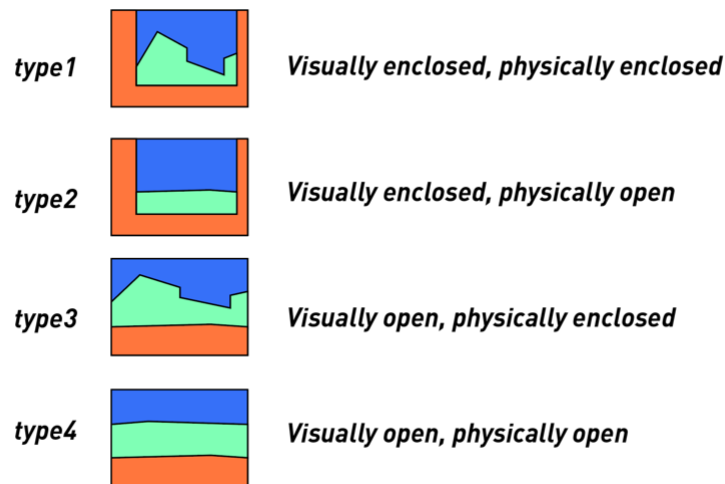 type1
Visually enclosed, physically enclosed
type2
Visually enclosed, physically open
type3
Visually open, physically enclosed
type4
Visually open, physically open